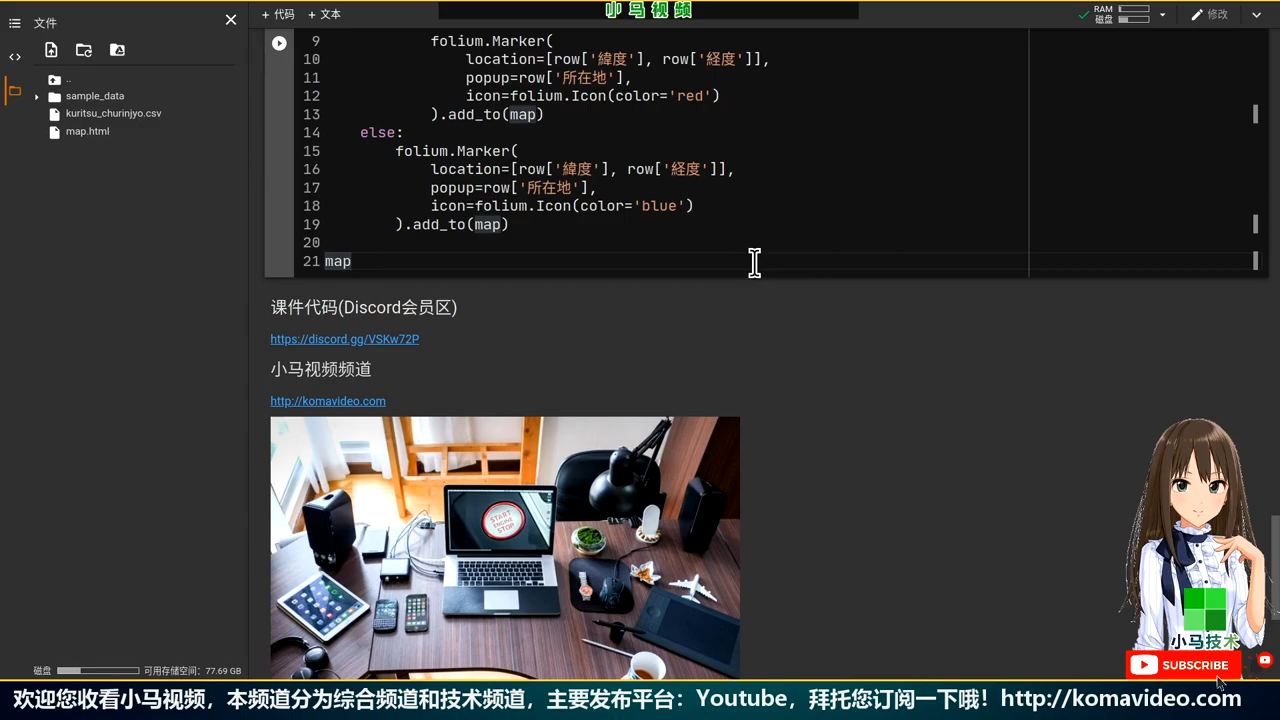 小马视频
文件
+ 代码 + 文本
RAM
磁盘
修改
..
sample_data
kuritsu_churinjyo.csv
map.html
9 folium.Marker(
10 location=[row['緯度'], row['経度']],
11 popup=row['所在地'],
12 icon=folium.Icon(color='red')
13 ).add_to(map)
14 else:
15 folium.Marker(
16 location=[row['緯度'], row['経度']],
17 popup=row['所在地'],
18 icon=folium.Icon(color='blue')
19 ).add_to(map)
20
21 map
课件代码(Discord会员区)
https://discord.gg/VSKw72P
小马视频频道
http://komavideo.com
START
ENGINE
STOP
小马技术
SUBSCRIBE
磁盘 可用存储空间：77.69 GB
欢迎您收看小马视频，本频道分为综合频道和技术频道，主要发布平台：Youtube，拜托您订阅一下哦！http://komavideo.com